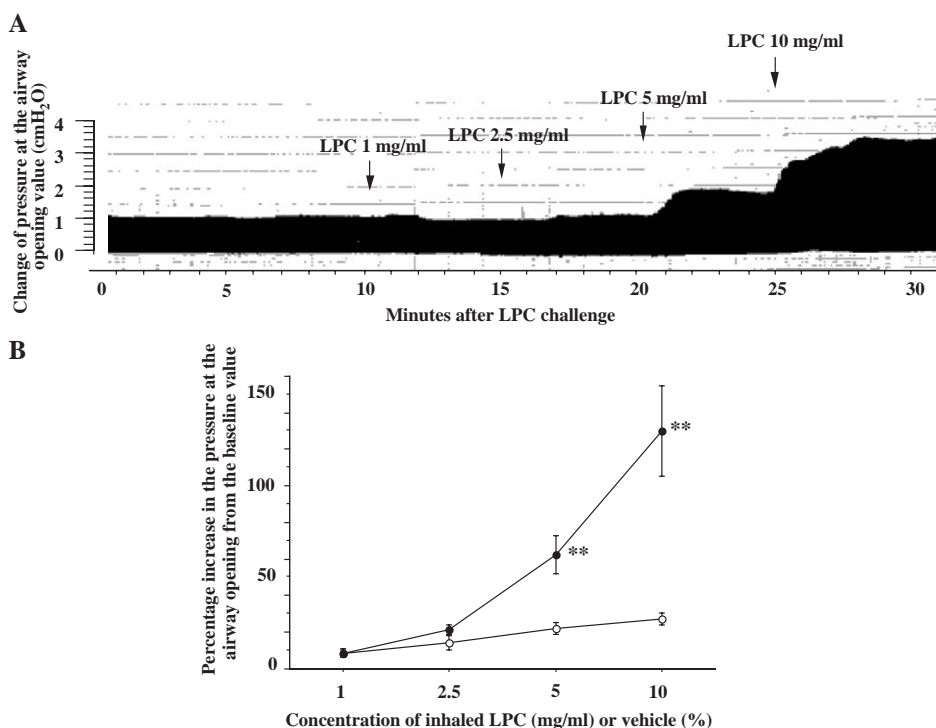 A
LPC 10 mg/ml
LPC 5 mg/ml
LPC 2.5 mg/ml
LPC 1 mg/ml
Change of pressure at the airway
opening value (cmH2O)
4
3
2
1
0
0 5 10 15 20 25 30
Minutes after LPC challenge
B
Percentage increase in the pressure at the
airway opening from the baseline value
150
100
50
0
**
**
1 2.5 5 10
Concentration of inhaled LPC (mg/ml) or vehicle (%)